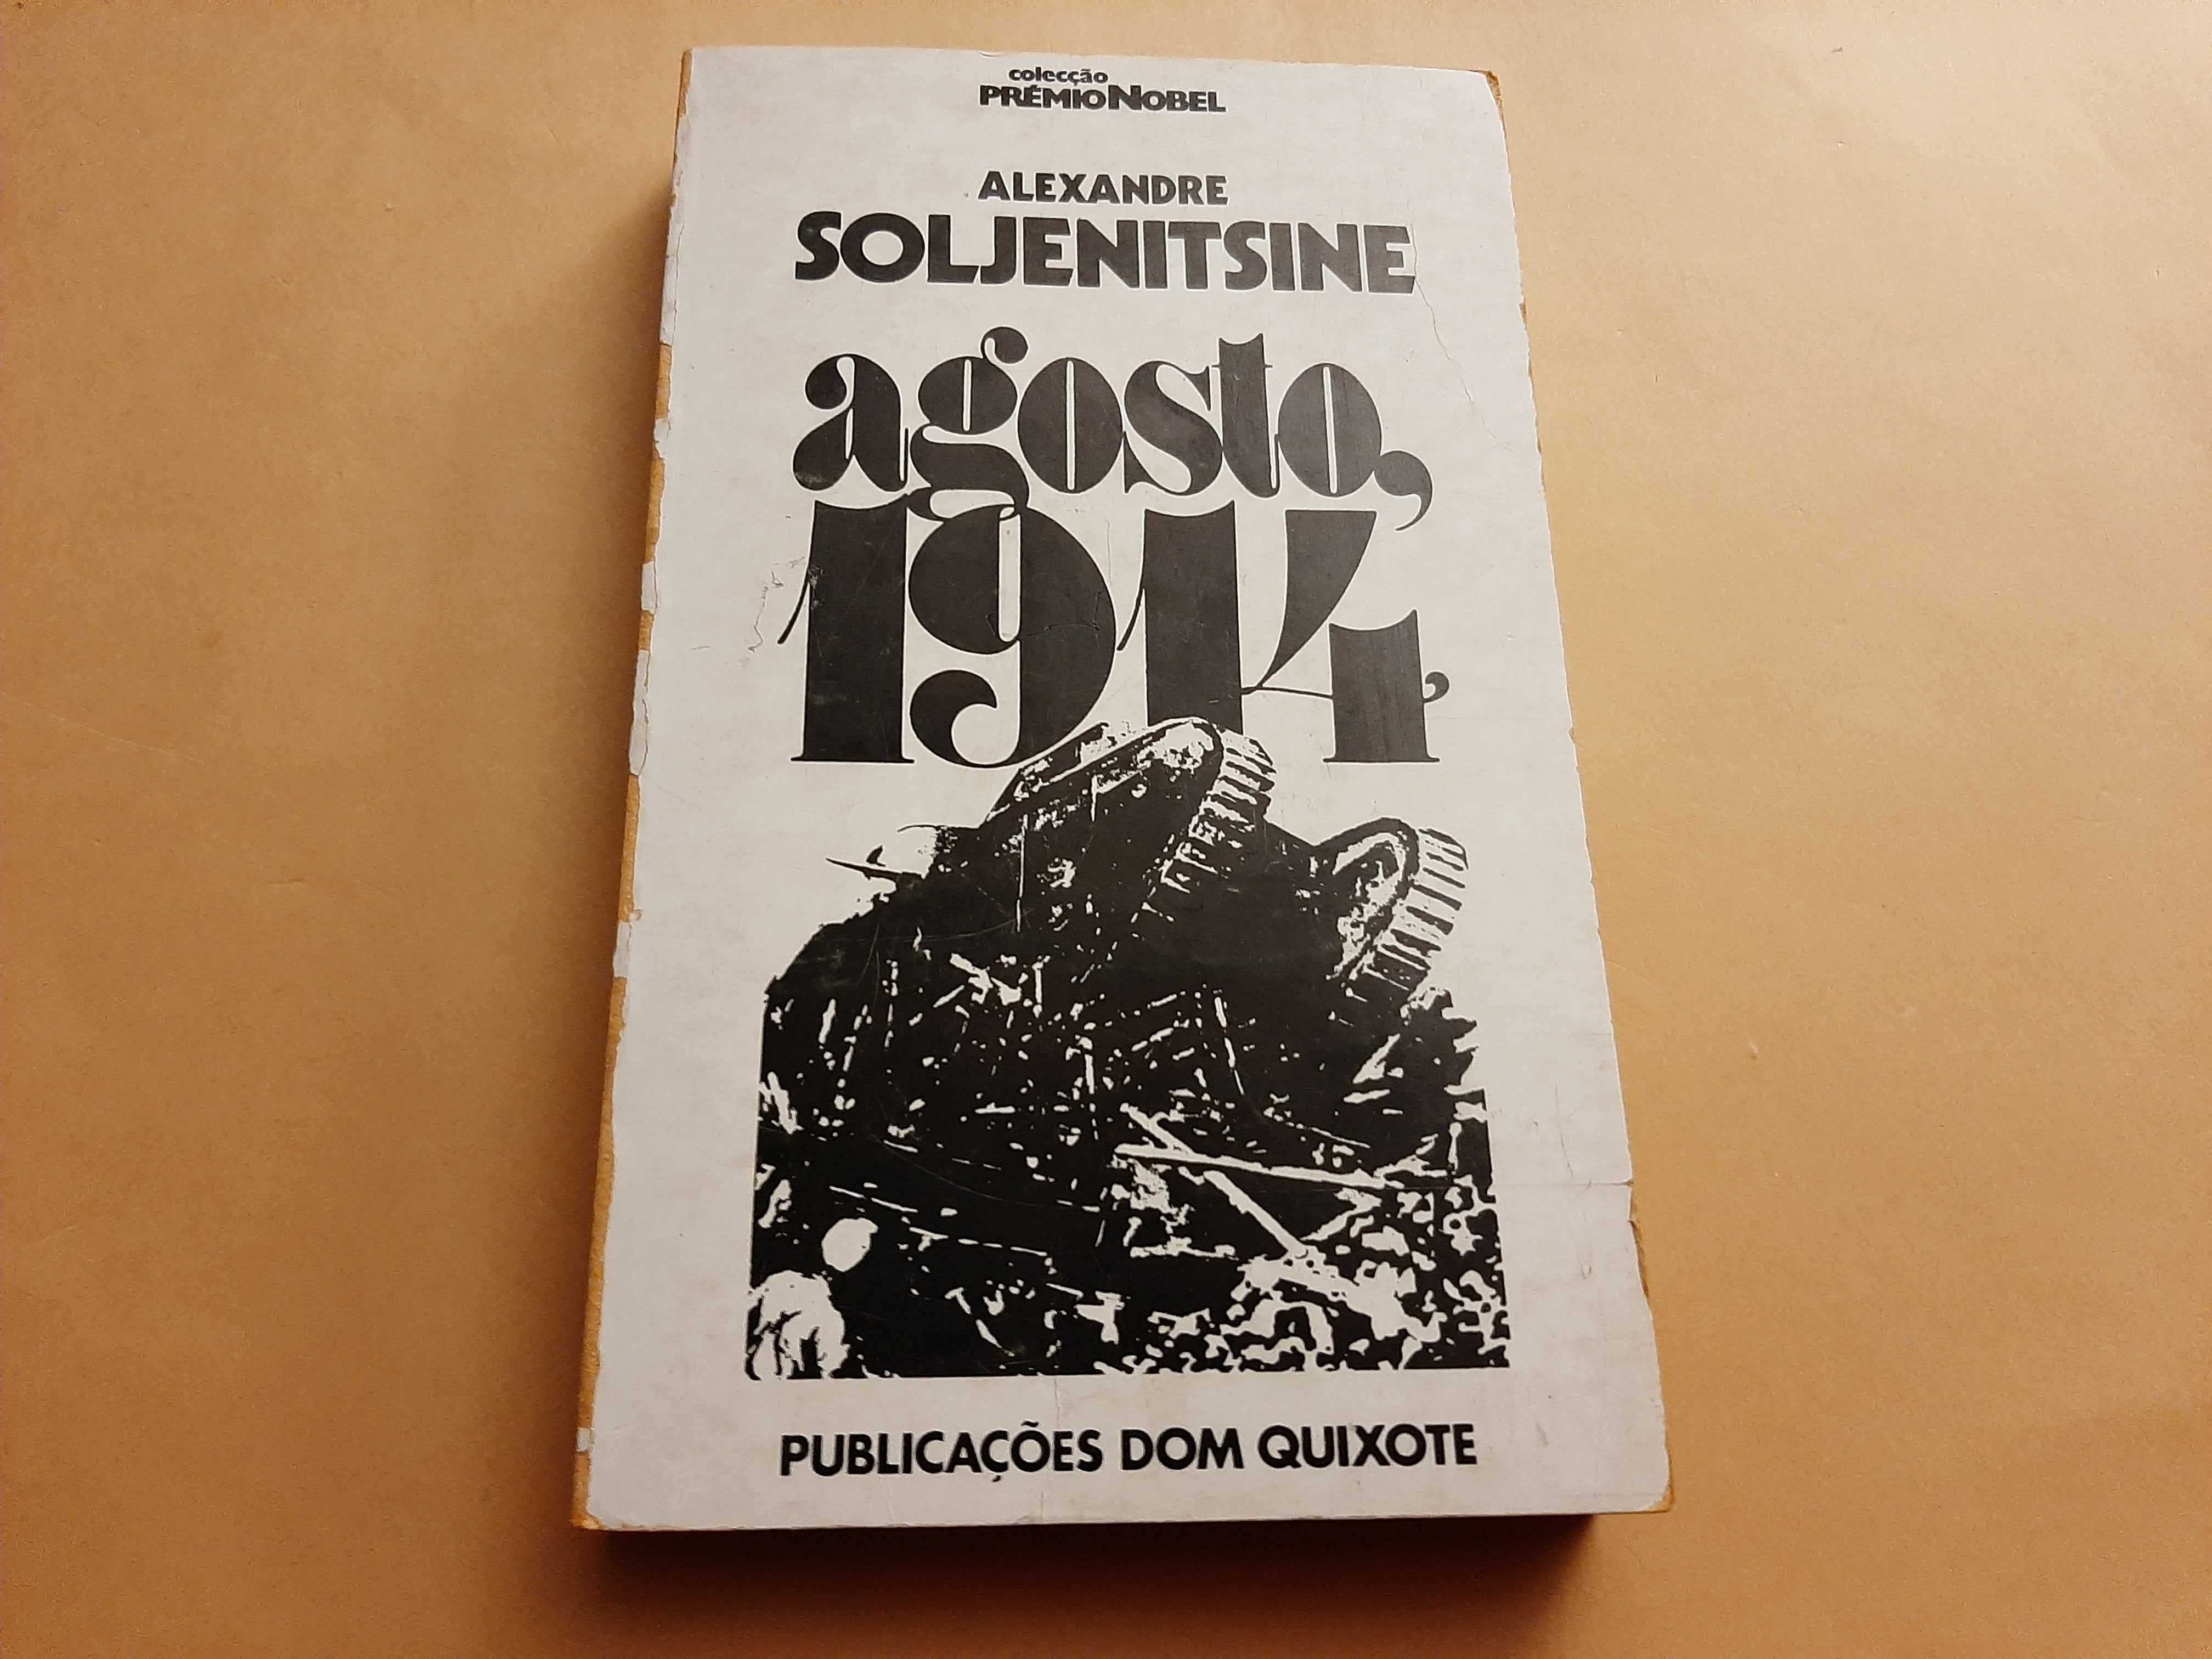 colecção
PRÉMIO NOBEL
ALEXANDRE
SOLJENITSINE
agosto,
1914
PUBLICAÇÕES DOM QUIXOTE